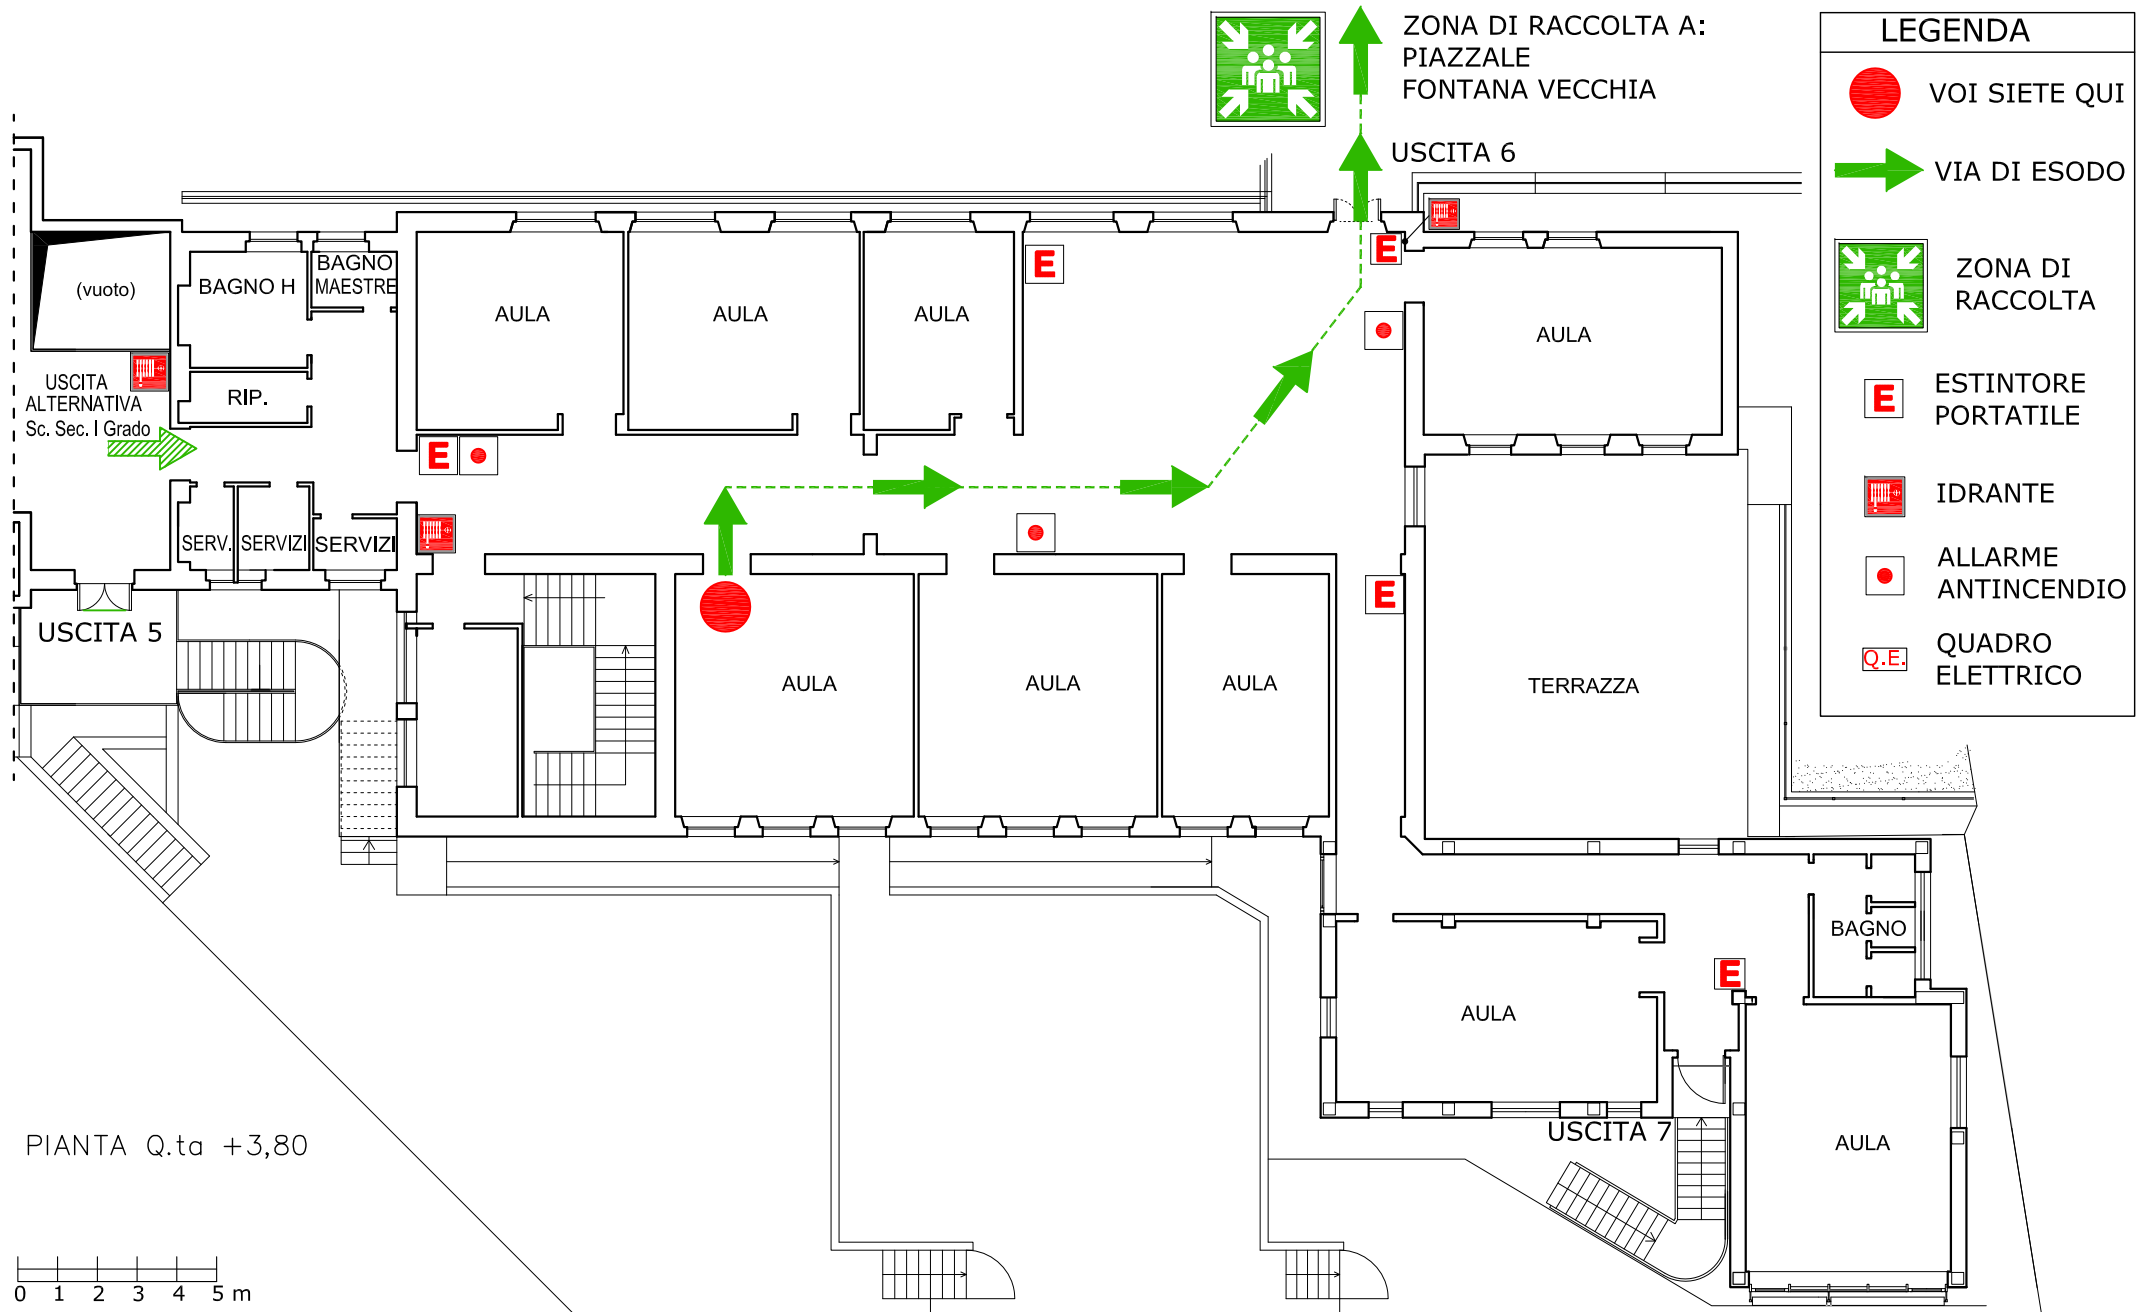 ZONA DI RACCOLTA A:
PIAZZALE
FONTANA VECCHIA
USCITA 6
LEGENDA
VOI SIETE QUI
VIA DI ESODO
ZONA DI
RACCOLTA
E
ESTINTORE
PORTATILE
IDRANTE
ALLARME
ANTINCENDIO
Q.E.
QUADRO
ELETTRICO
(vuoto)
BAGNO H
BAGNO
MAESTRE
RIP.
USCITA
ALTERNATIVA
Sc. Sec. I Grado
AULA
AULA
AULA
E
E
AULA
E
SERV.
SERVIZI
SERVIZI
USCITA 5
E
AULA
AULA
AULA
TERRAZZA
BAGNO
E
AULA
USCITA 7
AULA
PIANTA Q.ta +3,80
0 1 2 3 4 5 m